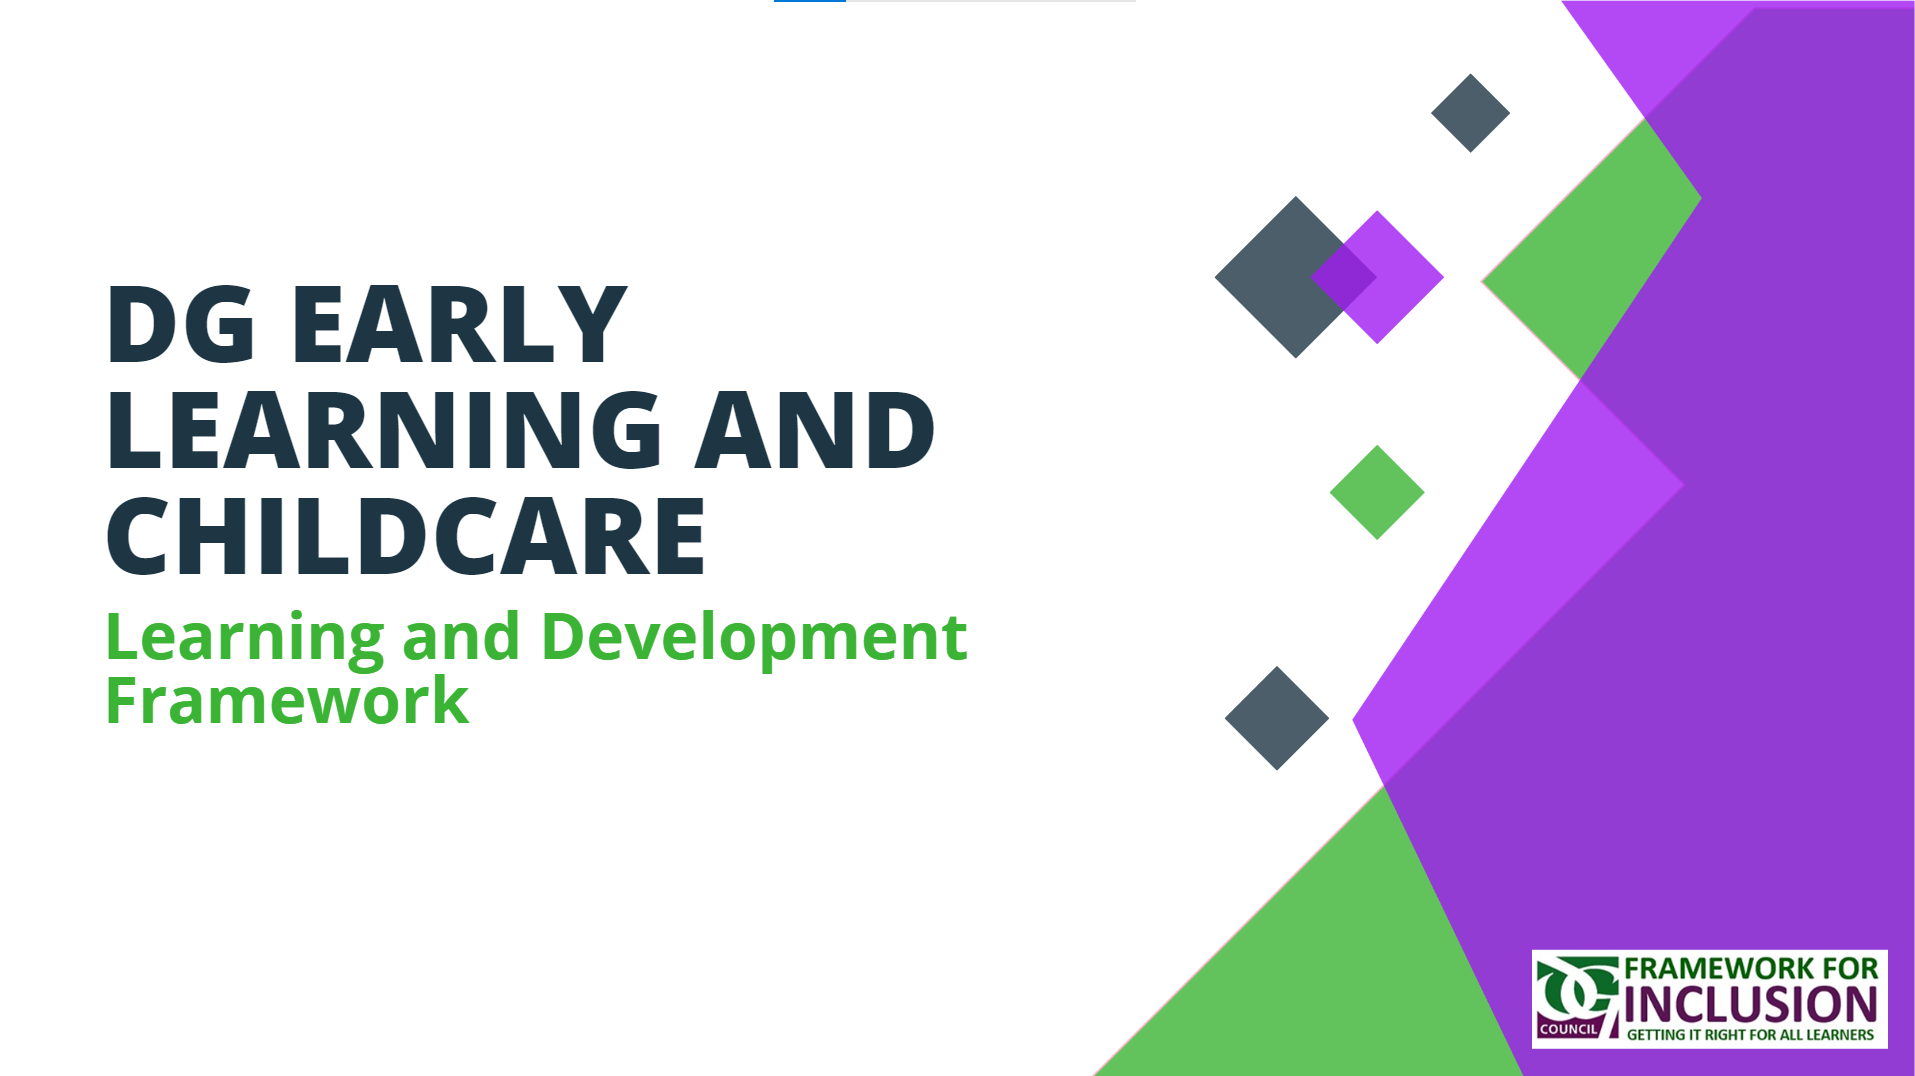 DG EARLY
LEARNING AND
CHILDCARE
Learning and Development
Framework
DG
COUNCIL
FRAMEWORK FOR
INCLUSION
GETTING IT RIGHT FOR ALL LEARNERS